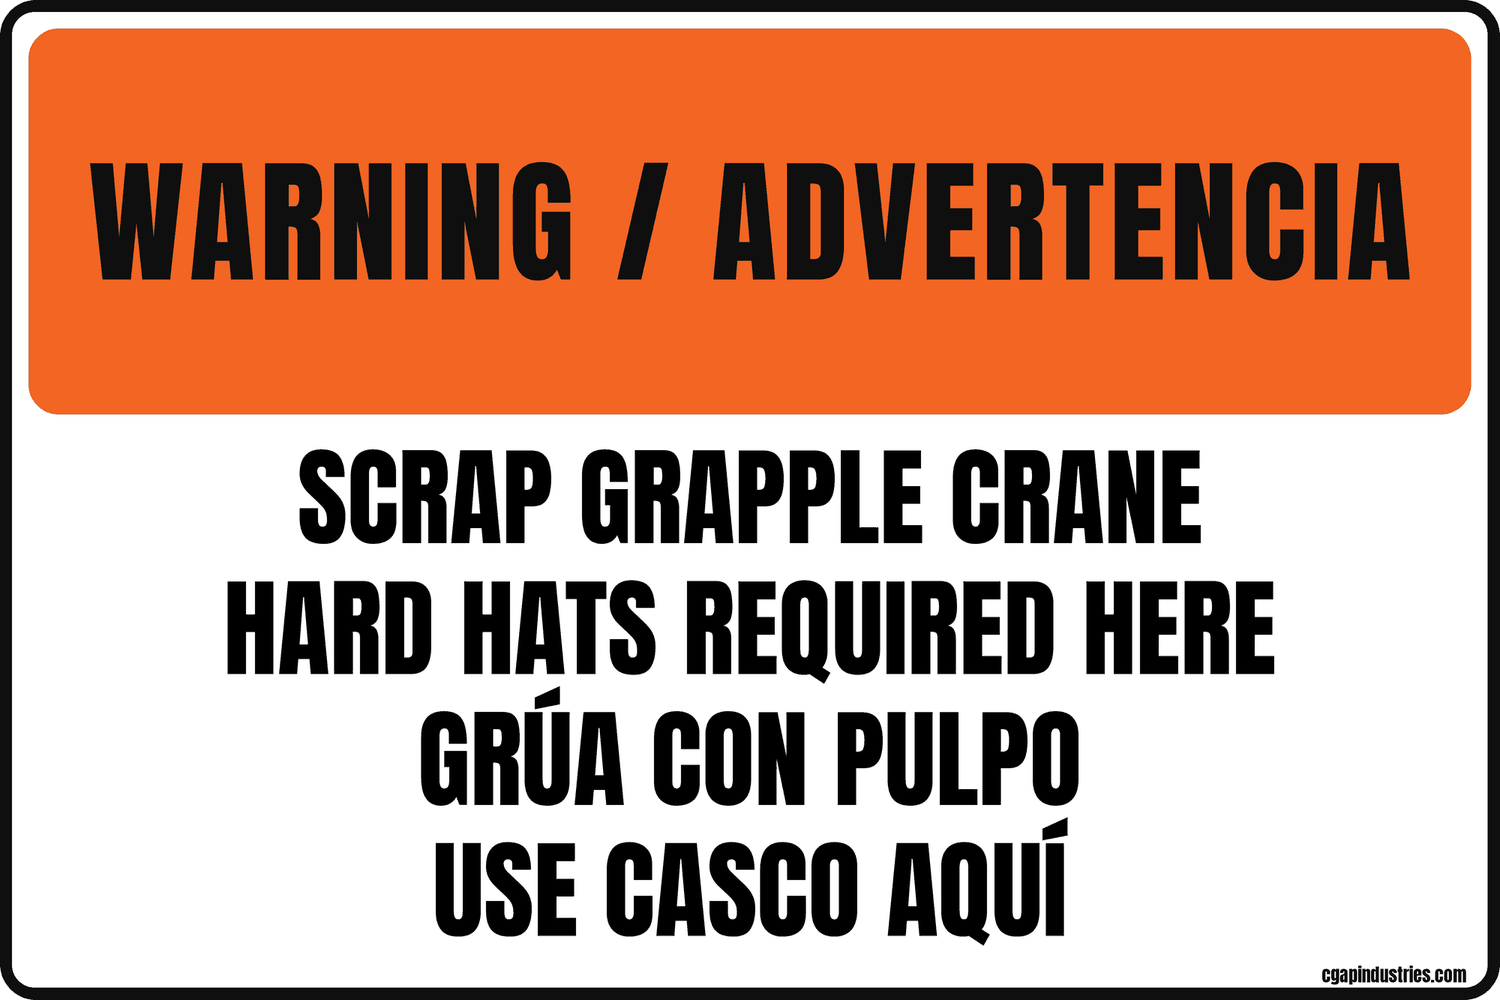 WARNING / ADVERTENCIA
SCRAP GRAPPLE CRANE
HARD HATS REQUIRED HERE
GRÚA CON PULPO
USE CASCO AQUÍ
cgapindustries.com